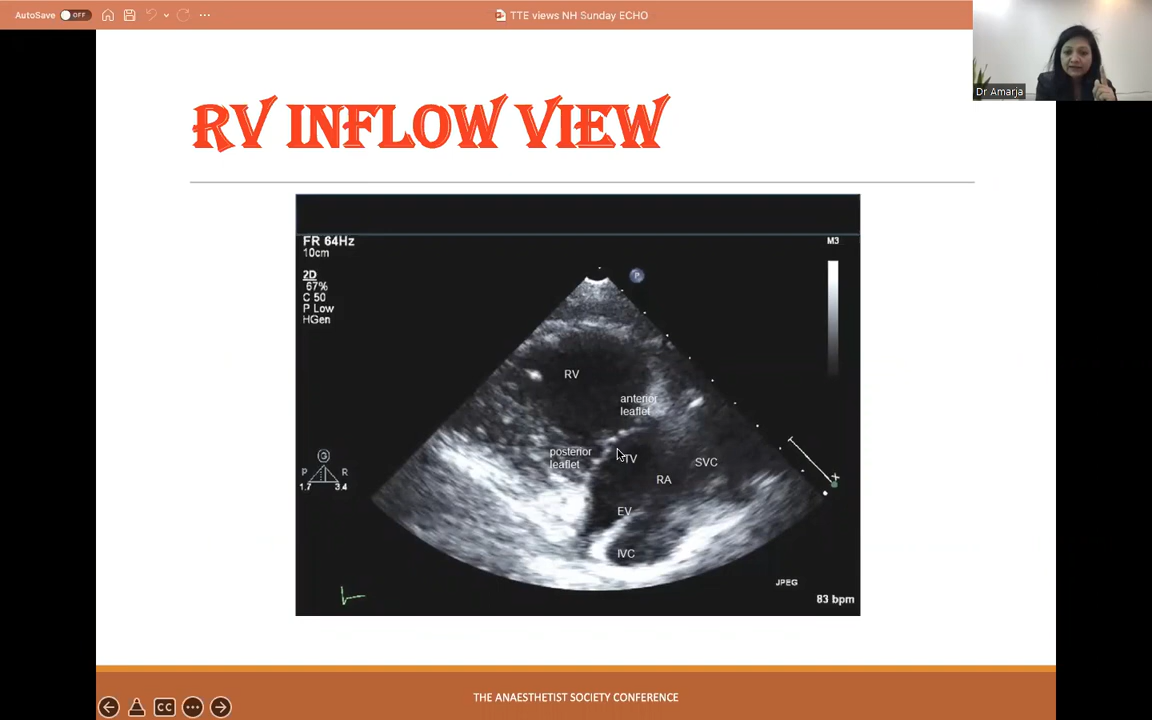 AutoSave OFF
TTE views NH Sunday ECHO
Dr Amarja
RV INFLOW VIEW
FR 64Hz
10cm
M3
P
2D
67%
C 50
P Low
HGen
RV
anterior
leaflet
posterior
leaflet
TV
SVC
RA
G
P R
1.7 3.4
EV
IVC
JPEG
83 bpm
THE ANAESTHETIST SOCIETY CONFERENCE
CC